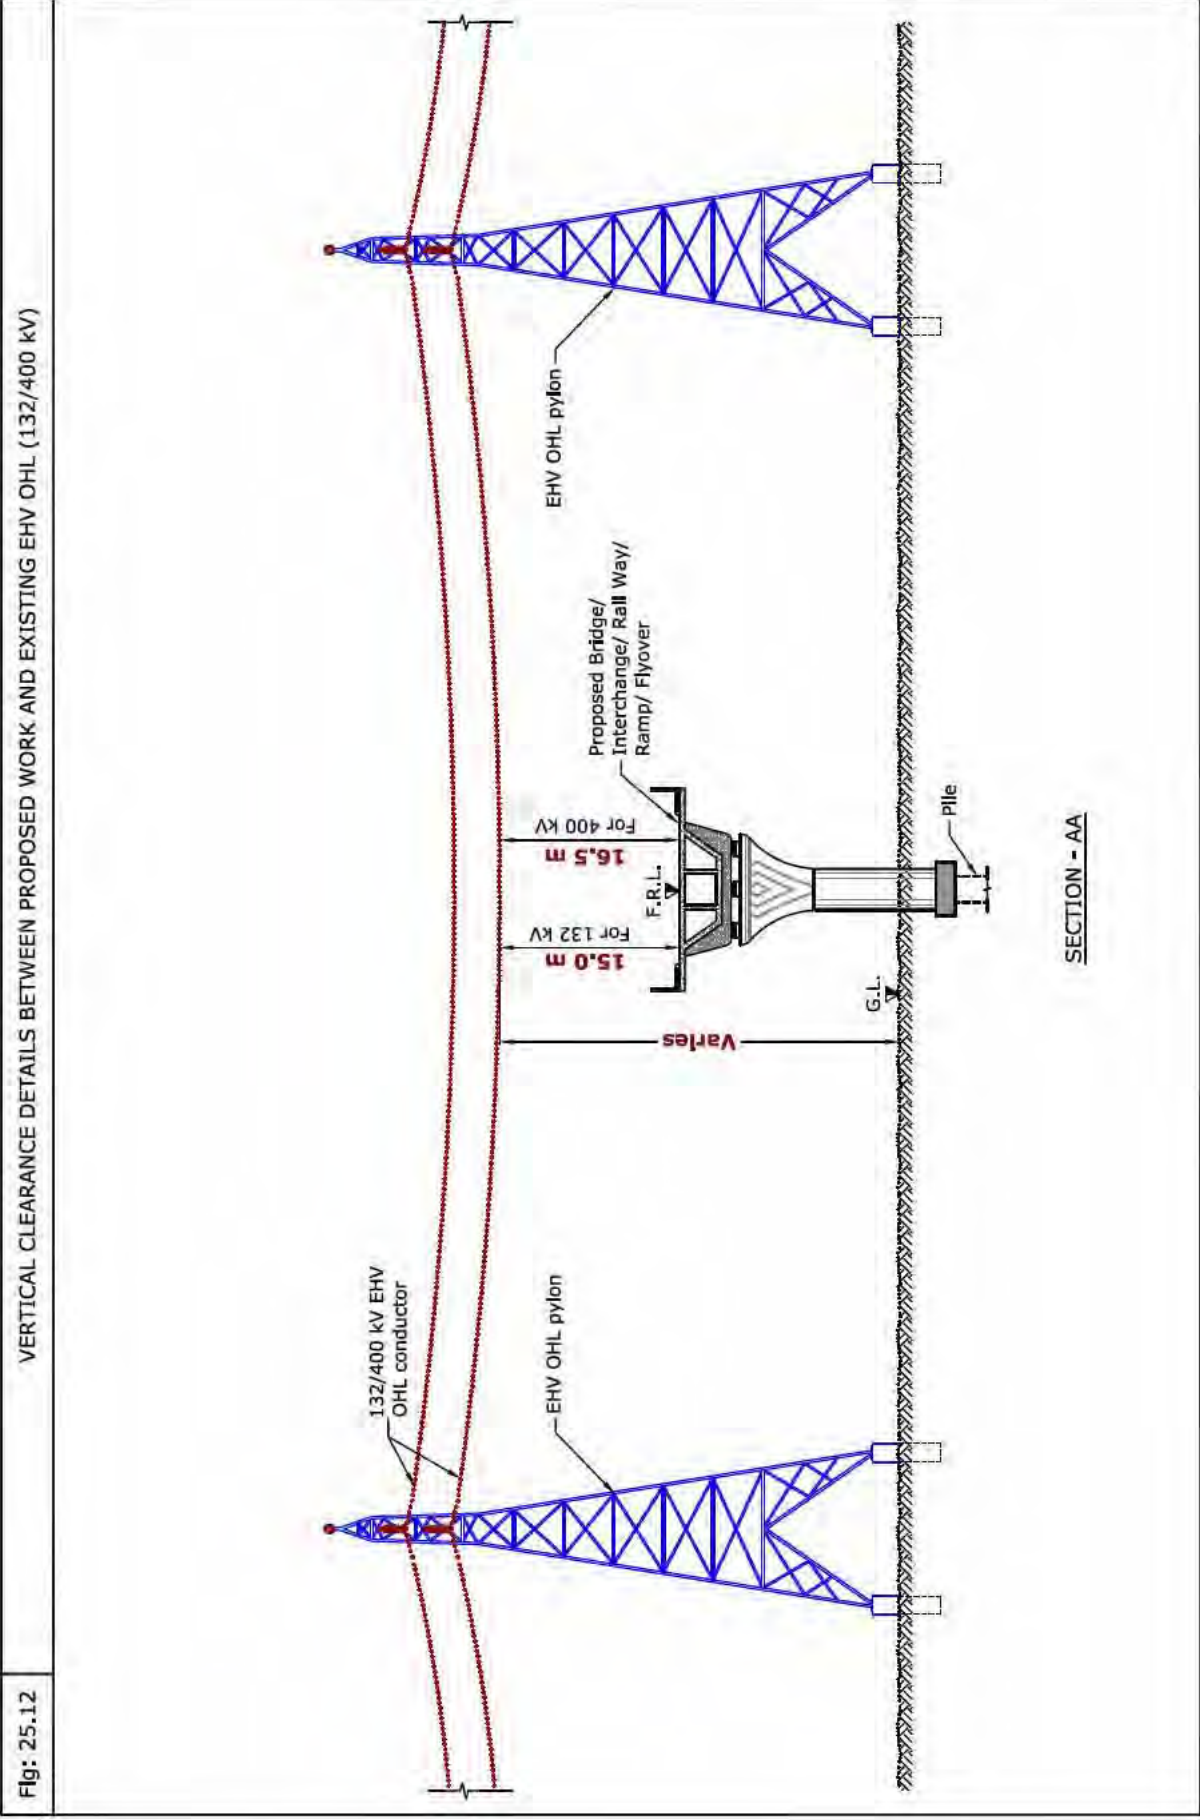 Fig: 25.12
VERTICAL CLEARANCE DETAILS BETWEEN PROPOSED WORK AND EXISTING EHV OHL (132/400 kV)
132/400 kV EHV
OHL conductor
EHV OHL pylon
EHV OHL pylon
Proposed Bridge/
Interchange/ Rail Way/
Ramp/ Flyover
15.0 m
For 132 kV
16.5 m
For 400 kV
F.R.L.
Varies
G.L.
Pile
SECTION - AA